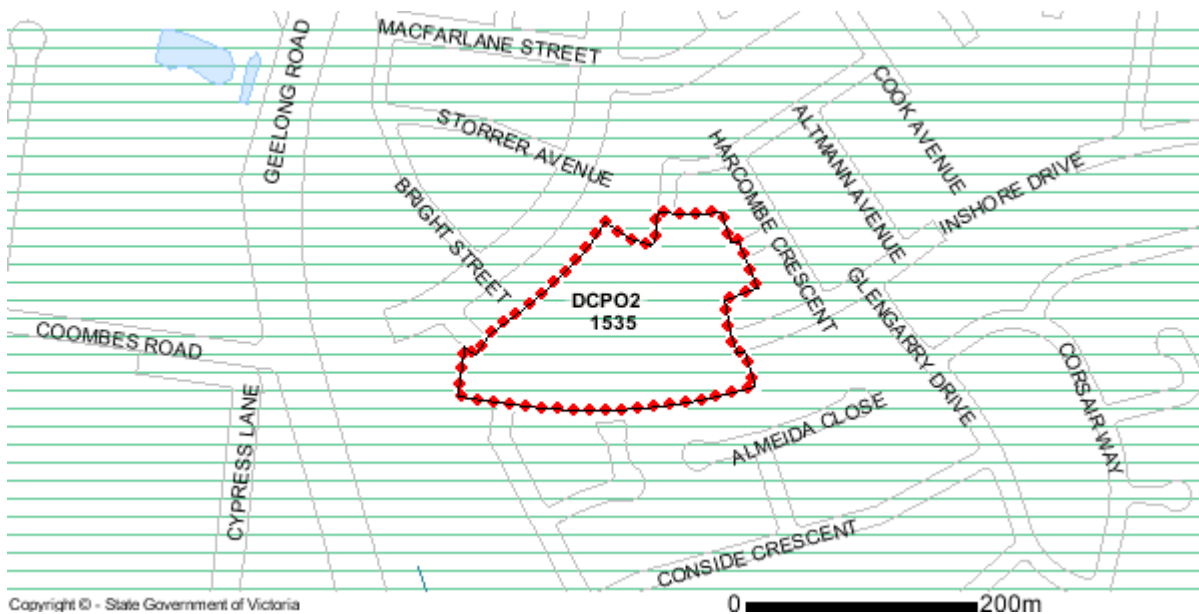 MACFARLANE STREET
GEELONG ROAD
COOK AVENUE
STORRER AVENUE
ALTMANN AVENUE
HARCOMBE CRESCENT
INSHORE DRIVE
BRIGHT STREET
DCPO2
1535
GLENGARRY DRIVE
COOMBES ROAD
CORSAIR WAY
CYPRESS LANE
ALMEIDA CLOSE
CONSIDE CRESCENT
Copyright © - State Government of Victoria
0 200m